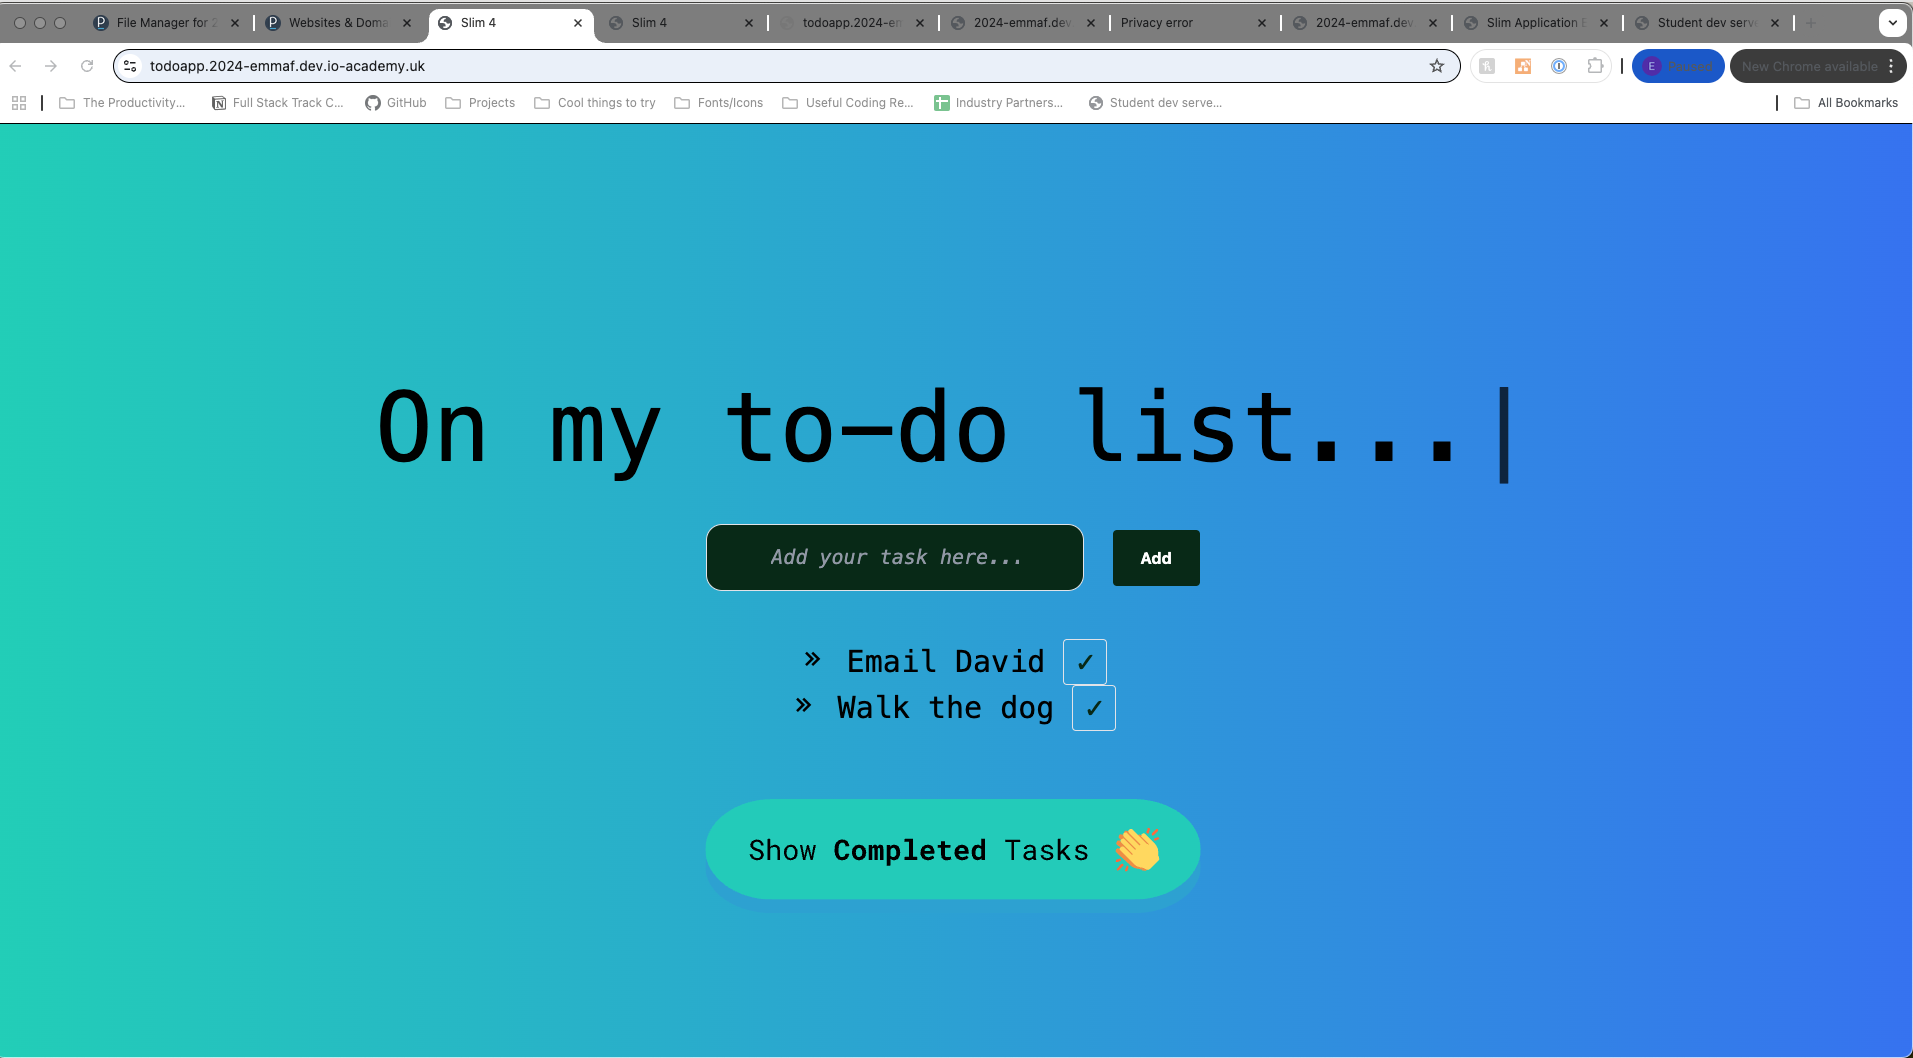 File Manager for 2
Websites & Doma
Slim 4
Slim 4
todoapp.2024-em
2024-emmaf.dev
Privacy error
2024-emmaf.dev
Slim Application E
Student dev serve
todoapp.2024-emmaf.dev.io-academy.uk
E Paused
New Chrome available
The Productivity...
Full Stack Track C...
GitHub
Projects
Cool things to try
Fonts/Icons
Useful Coding Re...
Industry Partners...
Student dev serve...
All Bookmarks
On my to-do list...|
Add your task here...
Add
» Email David ✓
» Walk the dog ✓
Show Completed Tasks 👏